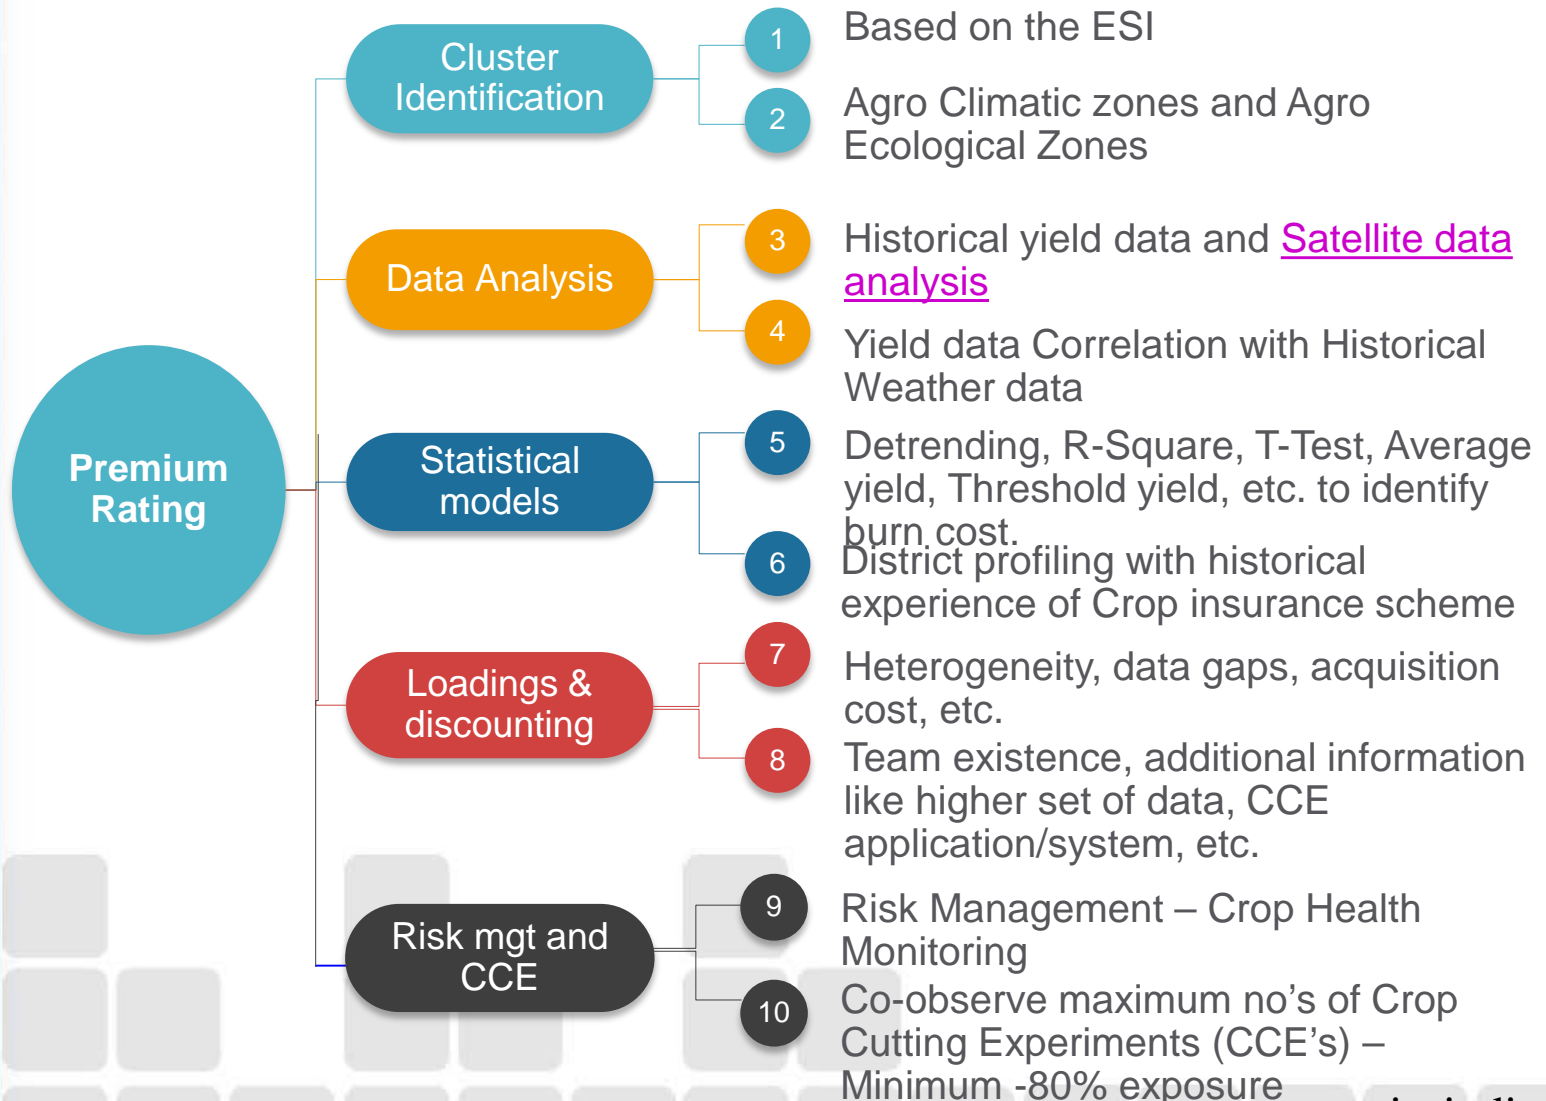 Premium
Rating
Cluster
Identification
1
Based on the ESI
2
Agro Climatic zones and Agro
Ecological Zones
Data Analysis
3
Historical yield data and Satellite data
analysis
4
Yield data Correlation with Historical
Weather data
Statistical
models
5
Detrending, R-Square, T-Test, Average
yield, Threshold yield, etc. to identify
burn cost.
6
District profiling with historical
experience of Crop insurance scheme
Loadings &
discounting
7
Heterogeneity, data gaps, acquisition
cost, etc.
8
Team existence, additional information
like higher set of data, CCE
application/system, etc.
Risk mgt and
CCE
9
Risk Management – Crop Health
Monitoring
10
Co-observe maximum no's of Crop
Cutting Experiments (CCE's) –
Minimum -80% exposure